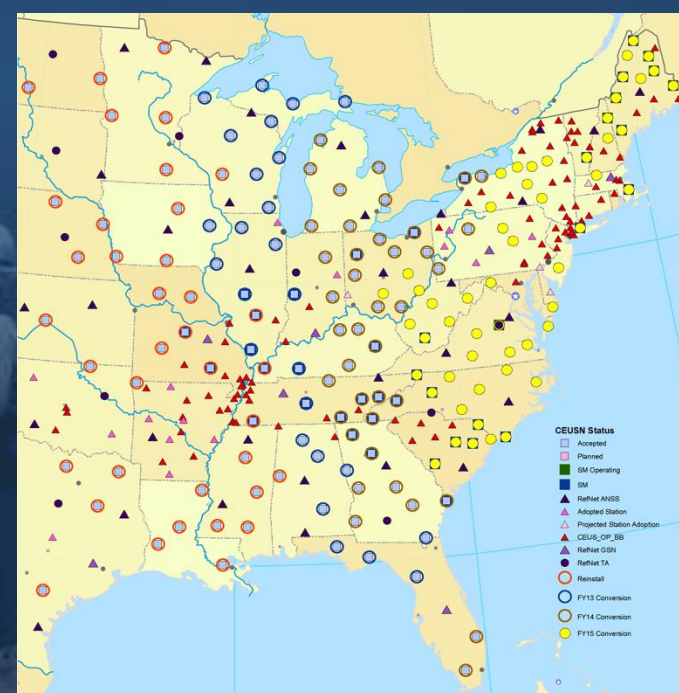 CEUSN Status
Accepted
Planned
SM Operating
SM
RefNet ANSS
Adopted Station
Projected Station Adoption
CEUS_OP_BB
RefNet GSN
RefNet TA
Reinstall
FY13 Conversion
FY14 Conversion
FY15 Conversion